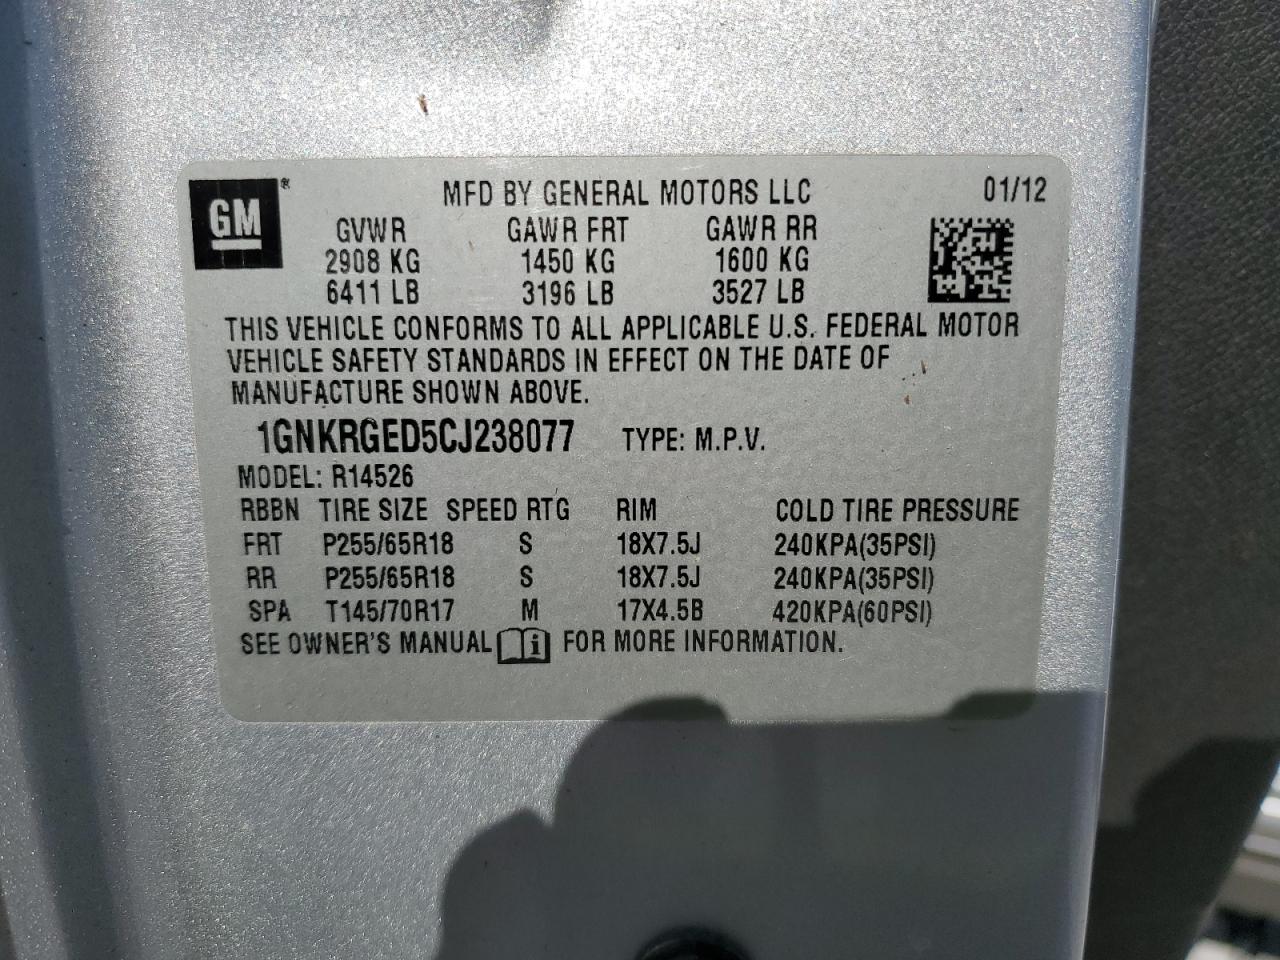 GM®
MFD BY GENERAL MOTORS LLC 01/12
GVWR GAWR FRT GAWR RR
2908 KG 1450 KG 1600 KG
6411 LB 3196 LB 3527 LB
THIS VEHICLE CONFORMS TO ALL APPLICABLE U.S. FEDERAL MOTOR
VEHICLE SAFETY STANDARDS IN EFFECT ON THE DATE OF
MANUFACTURE SHOWN ABOVE.
1GNKRGED5CJ238077 TYPE: M.P.V.
MODEL: R14526
RBBN TIRE SIZE SPEED RTG RIM COLD TIRE PRESSURE
FRT P255/65R18 S 18X7.5J 240KPA(35PSI)
RR P255/65R18 S 18X7.5J 240KPA(35PSI)
SPA T145/70R17 M 17X4.5B 420KPA(60PSI)
SEE OWNER'S MANUAL i FOR MORE INFORMATION.